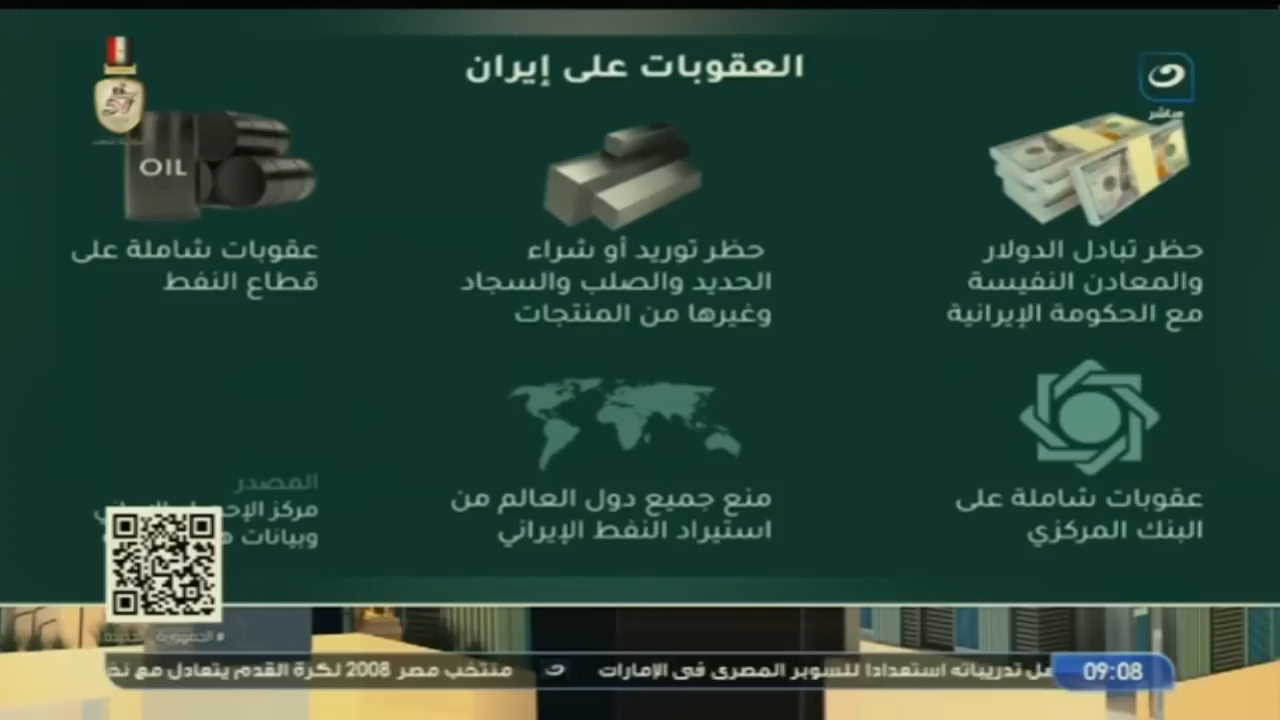 العقوبات على إيران
مباشر
حظر تبادل الدولار
والمعادن النفيسة
مع الحكومة الإيرانية
حظر توريد أو شراء
الحديد والصلب والسجاد
وغيرها من المنتجات
OIL
عقوبات شاملة على
قطاع النفط
عقوبات شاملة على
البنك المركزي
منع جميع دول العالم من
استيراد النفط الإيراني
المصدر
مركز
وبيانات
#الجمهورية_الجديدة
09:08
تدريباته استعدادا للسوبر المصرى فى الإمارات
منتخب مصر 2008 لكرة القدم يتعادل مع